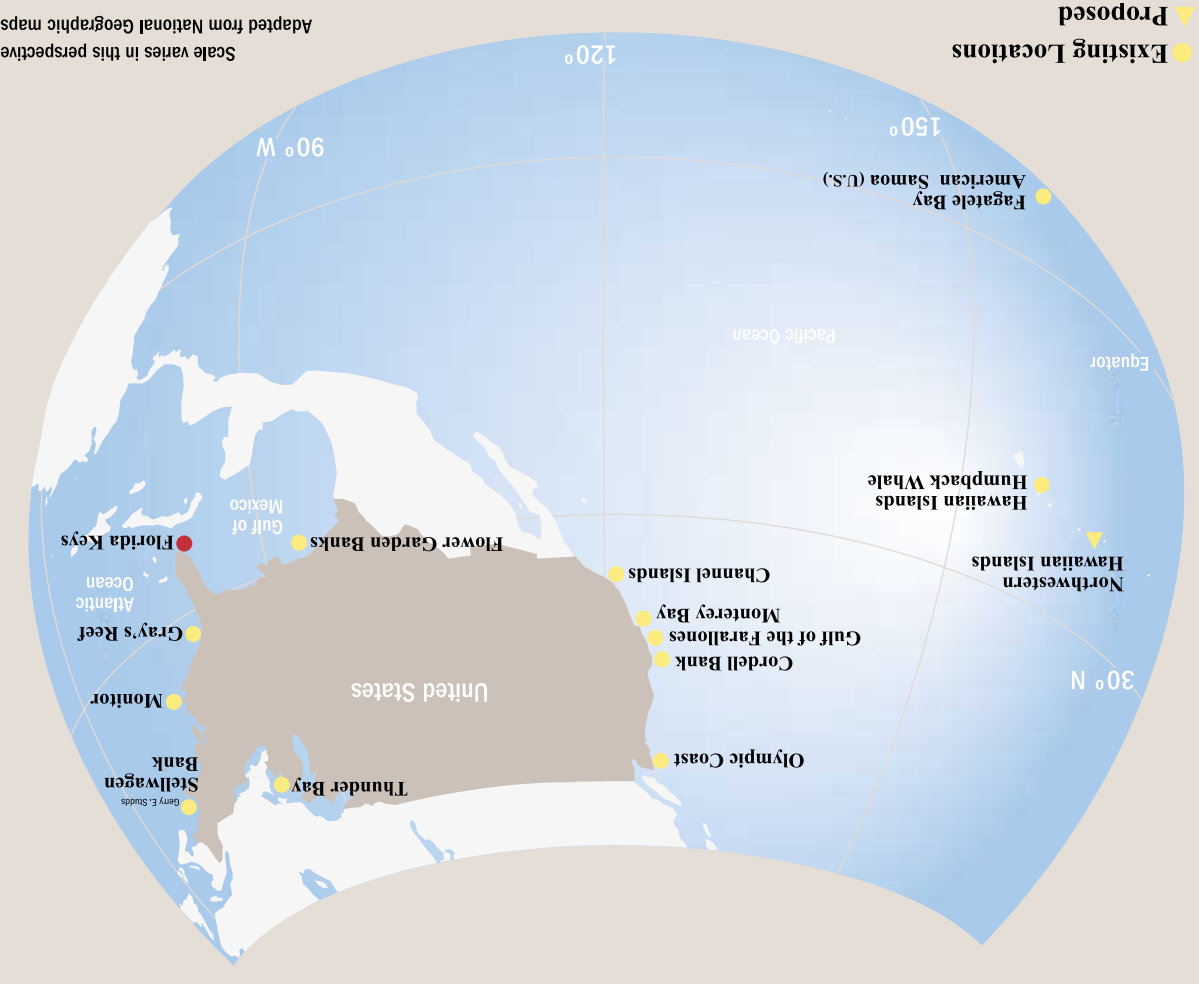 Olympic Coast
Cordell Bank
Gulf of the Farallones
Monterey Bay
Channel Islands
Flower Garden Banks
Thunder Bay
Gerry E. Studds
Stellwagen
Bank
Monitor
Gray's Reef
Florida Keys
United States
Atlantic
Ocean
Gulf of
Mexico
30° N
Northwestern
Hawaiian Islands
Hawaiian Islands
Humpback Whale
Equator
Pacific Ocean
Fagatele Bay
American Samoa (U.S.)
150°
120°
90° W
Existing Locations
Proposed
Scale varies in this perspective
Adapted from National Geographic maps